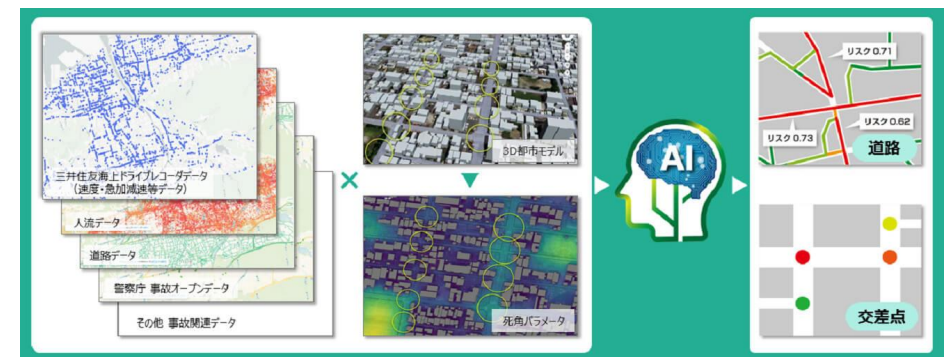 三井住友海上ドライブレコーダデータ
(速度・急加減速等データ)
人流データ
道路データ
警察庁 事故オープンデータ
その他 事故関連データ
×
3D都市モデル
死角パラメータ
AI
リスク0.71
リスク0.73
リスク0.62
道路
交差点